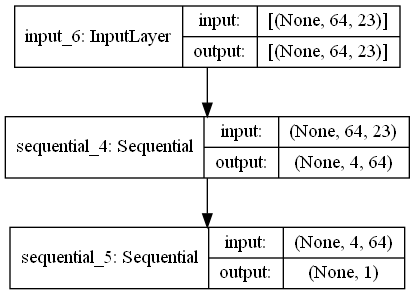 input_6: InputLayer
input: [(None, 64, 23)]
output: [(None, 64, 23)]
sequential_4: Sequential
input: (None, 64, 23)
output: (None, 4, 64)
sequential_5: Sequential
input: (None, 4, 64)
output: (None, 1)